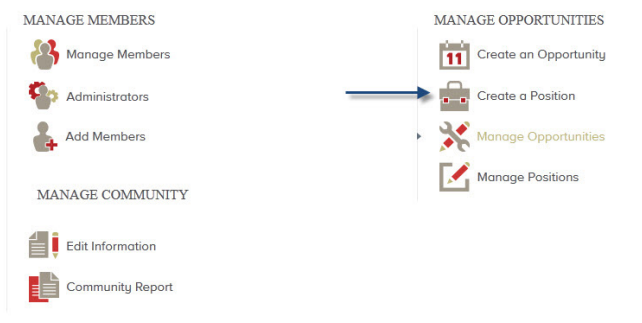 MANAGE MEMBERS
Manage Members
Administrators
Add Members
MANAGE COMMUNITY
Edit Information
Community Report
MANAGE OPPORTUNITIES
11
Create an Opportunity
Create a Position
Manage Opportunities
Manage Positions